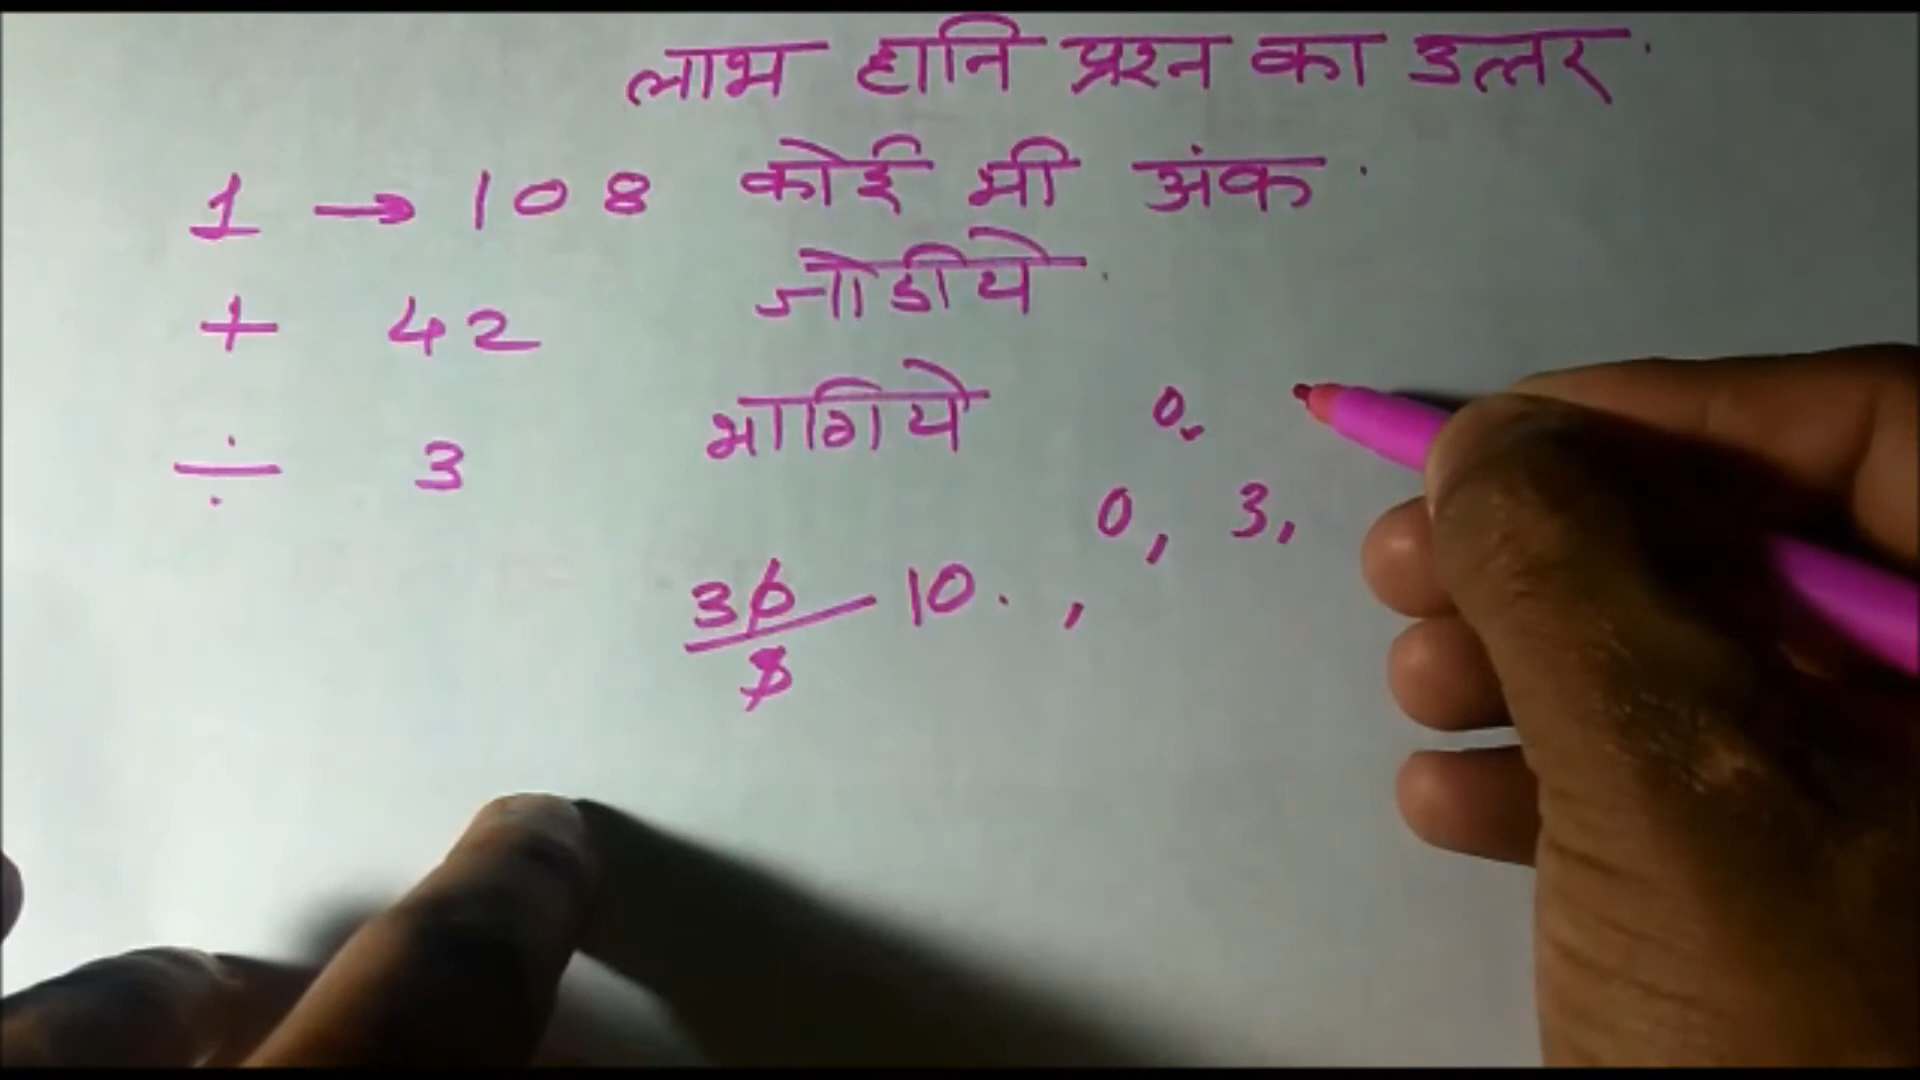 लाभ हानि प्रश्न का उत्तर.
1 → 108 कोई भी अंक.
+ 42 जोडीये.
÷ 3 भागिये 0,
0, 3,
30/3 10. ,